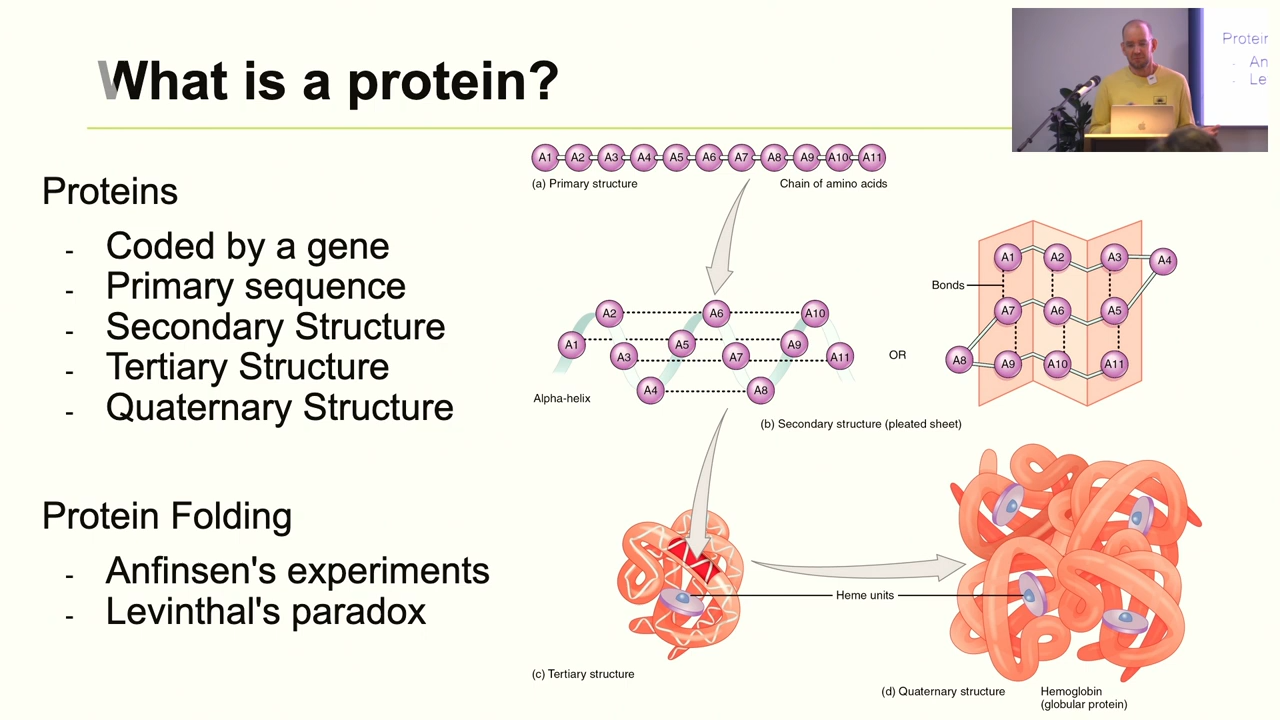 What is a protein?
Proteins
- Coded by a gene
- Primary sequence
- Secondary Structure
- Tertiary Structure
- Quaternary Structure
Protein Folding
- Anfinsen's experiments
- Levinthal's paradox
A1 A2 A3 A4 A5 A6 A7 A8 A9 A10 A11
(a) Primary structure
Chain of amino acids
A2 A6 A10
A1 A5 A9
A3 A7 A11
A4 A8
Alpha-helix
OR
A1 A2 A3 A4
Bonds
A7 A6 A5
A8 A9 A10 A11
(b) Secondary structure (pleated sheet)
Heme units
(c) Tertiary structure
(d) Quaternary structure
Hemoglobin
(globular protein)
Protein
- An
- Le